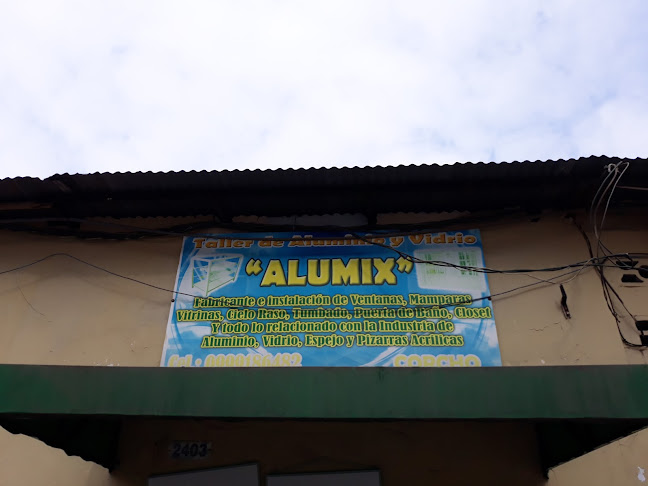 Taller de Aluminio y Vidrio
"ALUMIX"
Fabricante e instalación de Ventanas, Mamparas
Vitrinas, Cielo Raso, Tumbado, Puerta de Baño, Closet
Y todo lo relacionado con la Industria de
Aluminio, Vidrio, Espejo y Pizarras Acrílicas
CORCHO
2403